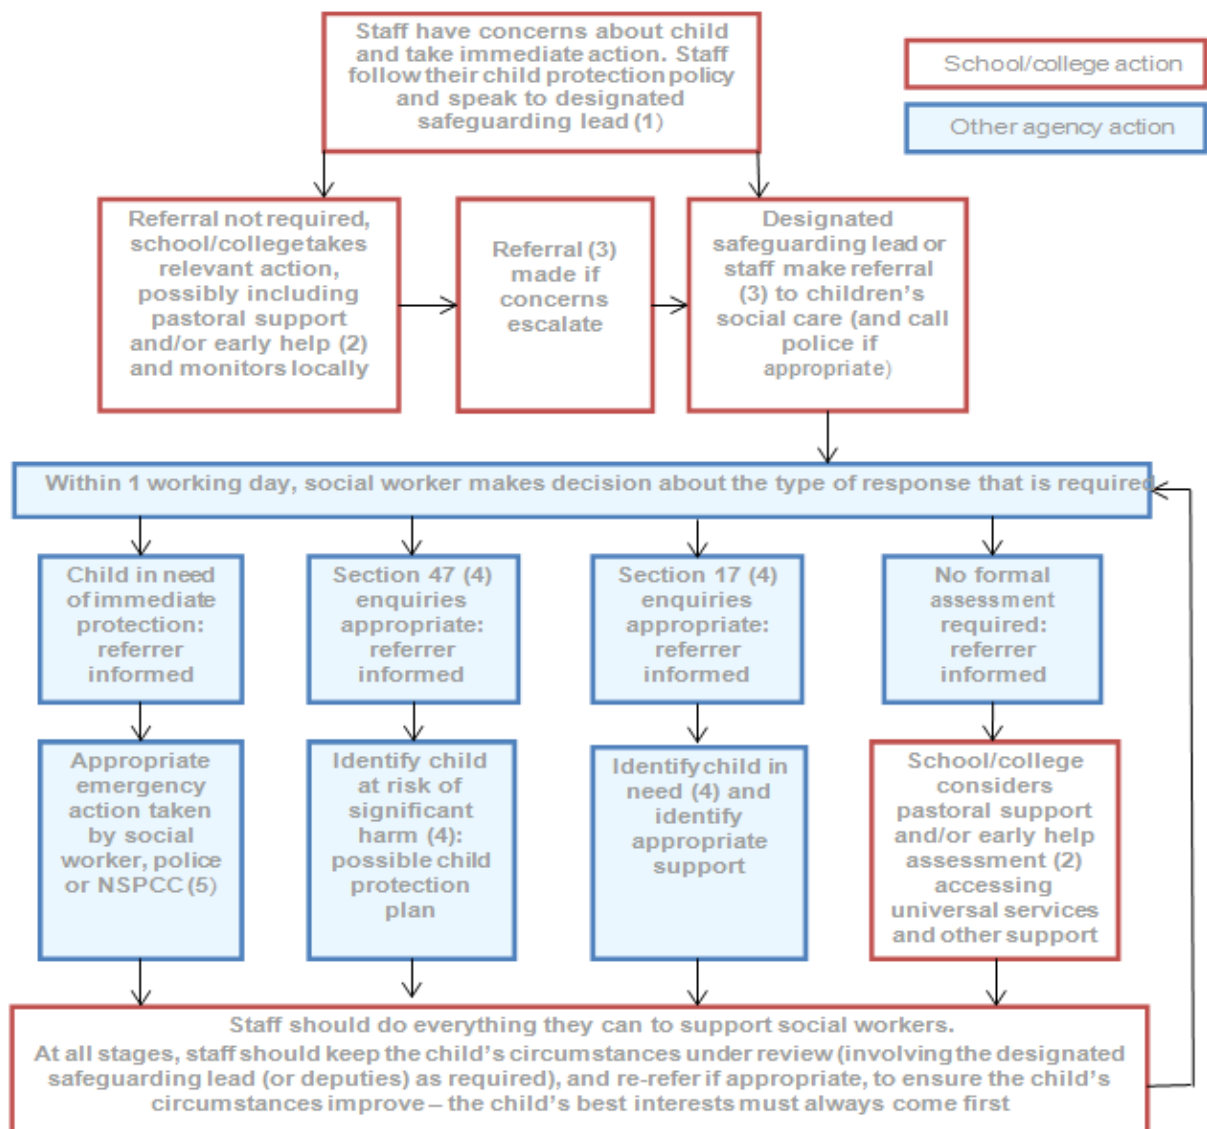 Staff have concerns about child
and take immediate action. Staff
follow their child protection policy
and speak to designated
safeguarding lead (1)
School/college action
Other agency action
Referral not required,
school/college takes
relevant action,
possibly including
pastoral support
and/or early help (2)
and monitors locally
Referral (3)
made if
concerns
escalate
Designated
safeguarding lead or
staff make referral
(3) to children's
social care (and call
police if
appropriate)
Within 1 working day, social worker makes decision about the type of response that is required
Child in need
of immediate
protection:
referrer
informed
Section 47 (4)
enquiries
appropriate:
referrer
informed
Section 17 (4)
enquiries
appropriate:
referrer
informed
No formal
assessment
required:
referrer
informed
Appropriate
emergency
action taken
by social
worker, police
or NSPCC (5)
Identify child
at risk of
significant
harm (4):
possible child
protection
plan
Identify child in
need (4) and
identify
appropriate
support
School/college
considers
pastoral support
and/or early help
assessment (2)
accessing
universal services
and other support
Staff should do everything they can to support social workers.
At all stages, staff should keep the child's circumstances under review (involving the designated
safeguarding lead (or deputies) as required), and re-refer if appropriate, to ensure the child's
circumstances improve – the child's best interests must always come first